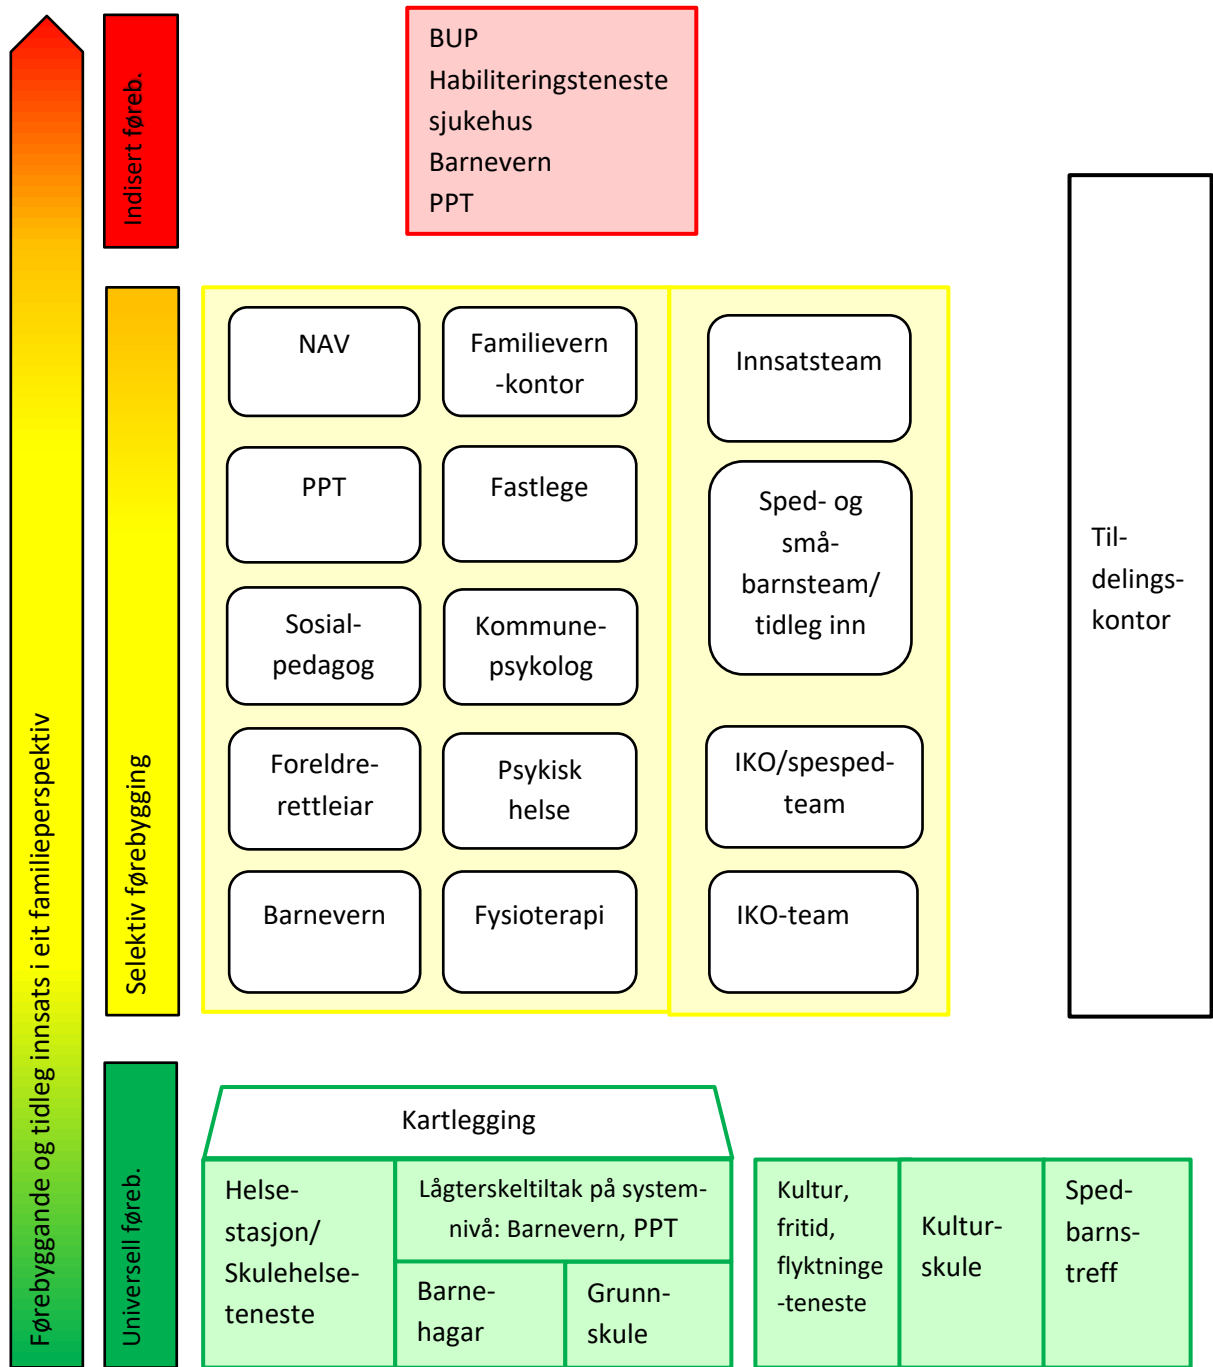 Førebyggande og tidleg innsats i eit familieperspektiv
Indisert føreb.
BUP
Habiliteringsteneste
sjukehus
Barnevern
PPT
Selektiv førebygging
NAV
Familievern
-kontor
Innsatsteam
PPT
Fastlege
Sped- og
små-
barnsteam/
tidleg inn
Sosial-
pedagog
Kommune-
psykolog
Foreldre-
rettleiar
Psykisk
helse
IKO/spesped-
team
Barnevern
Fysioterapi
IKO-team
Til-
delings-
kontor
Universell føreb.
Kartlegging
Helse-
stasjon/
Skulehelse-
teneste
Lågterskeltiltak på system-
nivå: Barnevern, PPT
Barne-
hagar
Grunn-
skule
Kultur,
fritid,
flyktninge
-teneste
Kultur-
skule
Sped-
barns-
treff